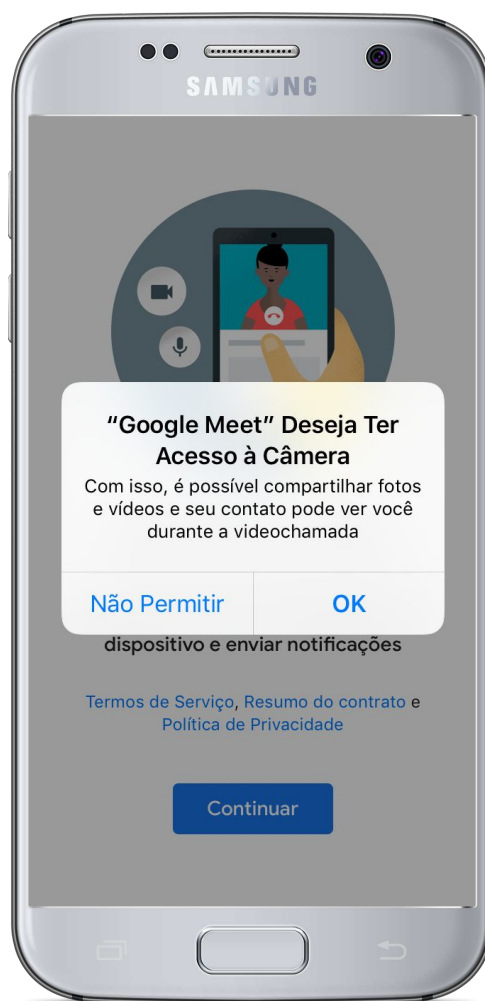 SAMSUNG
“Google Meet” Deseja Ter
Acesso à Câmera
Com isso, é possível compartilhar fotos
e vídeos e seu contato pode ver você
durante a videochamada
Não Permitir OK
dispositivo e enviar notificações
Termos de Serviço, Resumo do contrato e
Política de Privacidade
Continuar